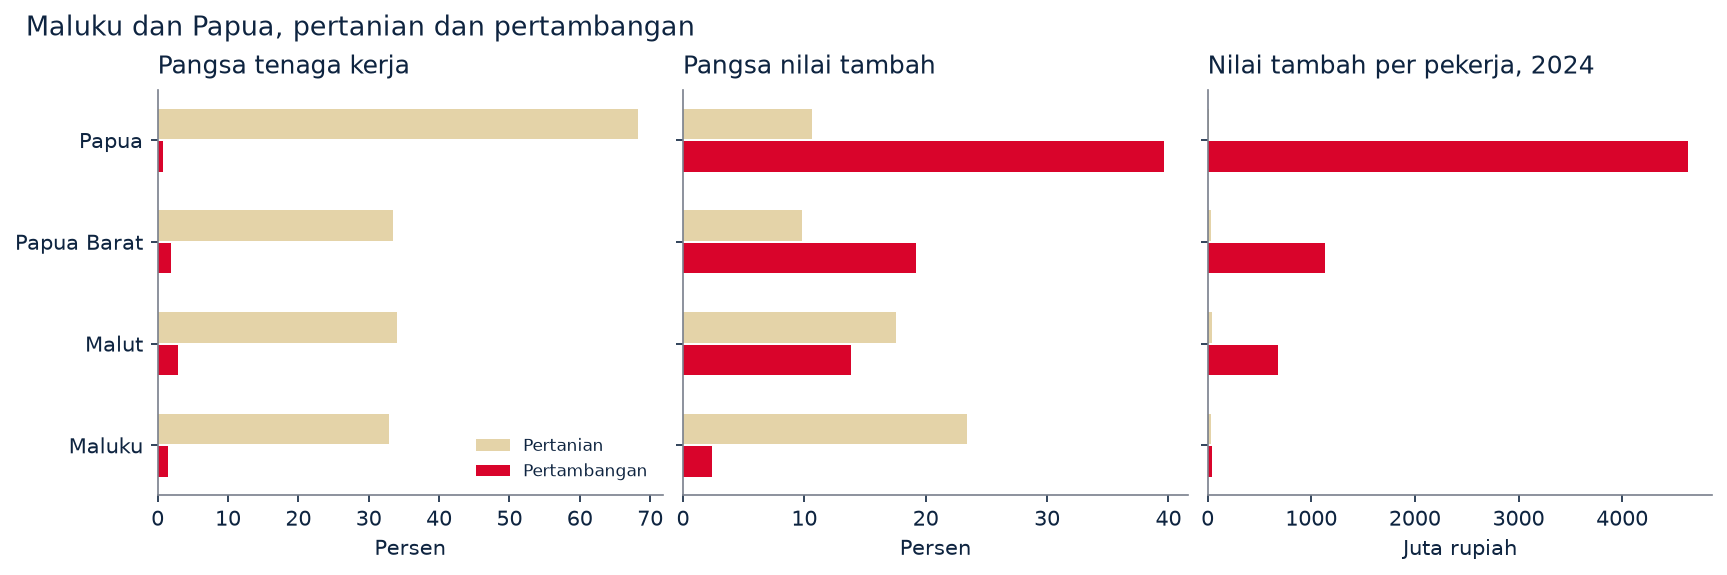 Maluku dan Papua, pertanian dan pertambangan
Pangsa tenaga kerja
Papua
Papua Barat
Malut
Maluku
Pertanian
Pertambangan
0 10 20 30 40 50 60 70
Persen
Pangsa nilai tambah
0 10 20 30 40
Persen
Nilai tambah per pekerja, 2024
0 1000 2000 3000 4000
Juta rupiah